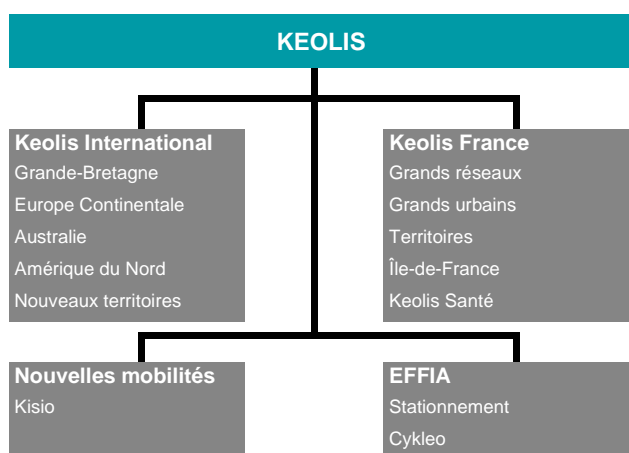 KEOLIS
Keolis International
Grande-Bretagne
Europe Continentale
Australie
Amérique du Nord
Nouveaux territoires
Keolis France
Grands réseaux
Grands urbains
Territoires
Île-de-France
Keolis Santé
Nouvelles mobilités
Kisio
EFFIA
Stationnement
Cykleo